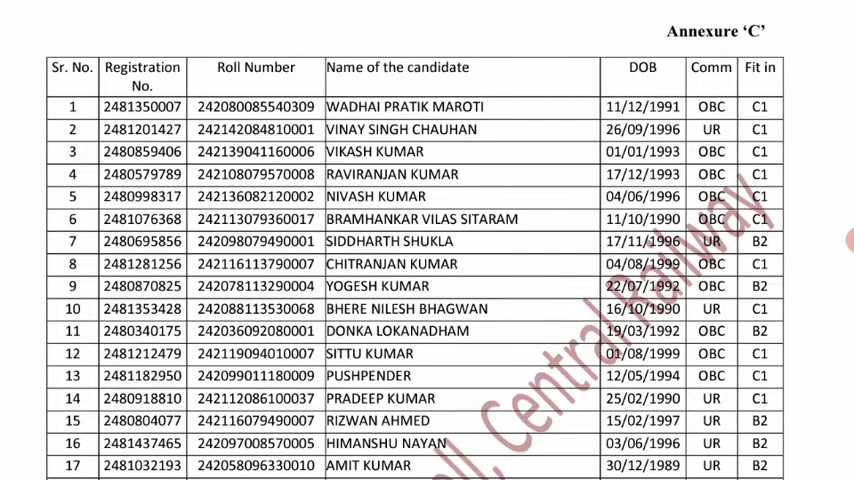 Annexure ‘C’
Sr. No. Registration No. Roll Number Name of the candidate DOB Comm Fit in
1 2481350007 242080085540309 WADHAI PRATIK MAROTI 11/12/1991 OBC C1
2 2481201427 242142084810001 VINAY SINGH CHAUHAN 26/09/1996 UR C1
3 2480859406 242139041160006 VIKASH KUMAR 01/01/1993 OBC C1
4 2480579789 242108079570008 RAVIRANJAN KUMAR 17/12/1993 OBC C1
5 2480998317 242136082120002 NIVASH KUMAR 04/06/1996 OBC C1
6 2481076368 242113079360017 BRAMHANKAR VILAS SITARAM 11/10/1990 OBC C1
7 2480695856 242098079490001 SIDDHARTH SHUKLA 17/11/1996 UR B2
8 2481281256 242116113790007 CHITRANJAN KUMAR 04/08/1999 OBC C1
9 2480870825 242078113290004 YOGESH KUMAR 22/07/1992 OBC B2
10 2481353428 242088113530068 BHERE NILESH BHAGWAN 16/10/1990 UR C1
11 2480340175 242036092080001 DONKA LOKANADHAM 19/03/1992 OBC B2
12 2481212479 242119094010007 SITTU KUMAR 01/08/1999 OBC C1
13 2481182950 242099011180009 PUSHPENDER 12/05/1994 OBC C1
14 2480918810 242112086100037 PRADEEP KUMAR 25/02/1990 UR C1
15 2480804077 242116079490007 RIZWAN AHMED 15/02/1997 UR B2
16 2481437465 242097008570005 HIMANSHU NAYAN 03/06/1996 UR B2
17 2481032193 242058096330010 AMIT KUMAR 30/12/1989 UR B2
Central Railway